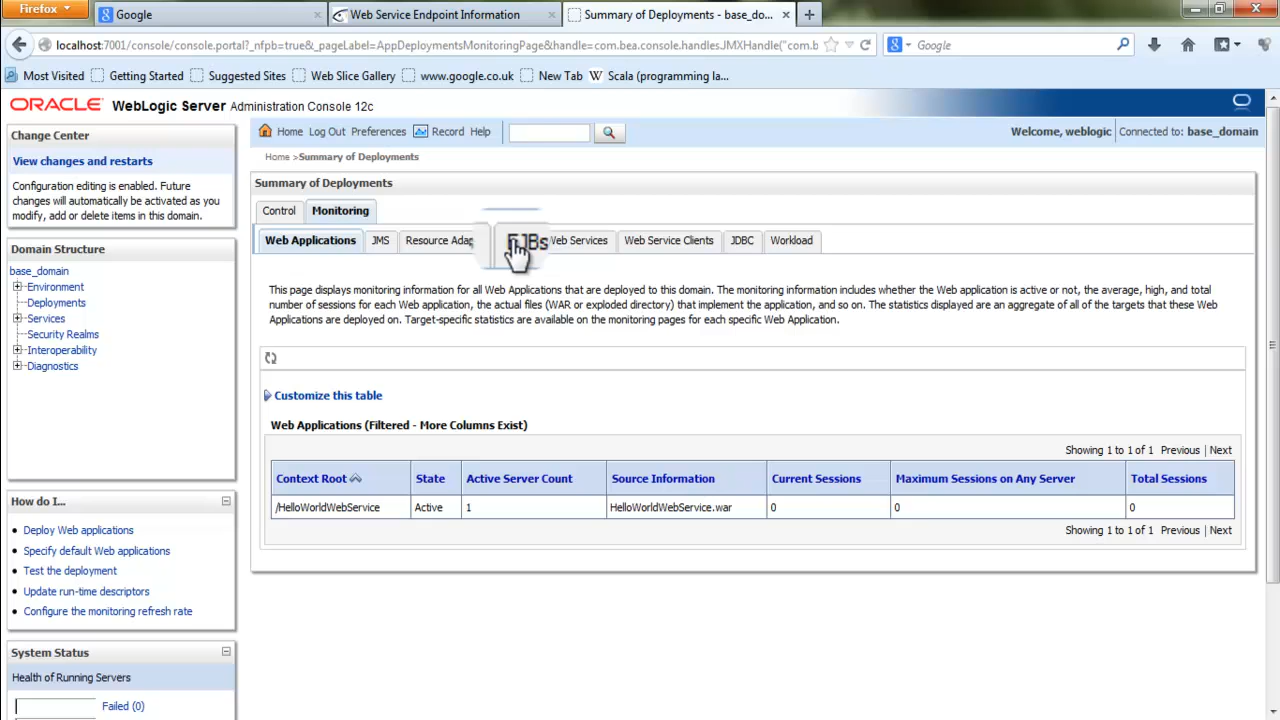 Firefox
Google
Web Service Endpoint Information
Summary of Deployments - base_do...
localhost:7001/console/console.portal?_nfpb=true&_pageLabel=AppDeploymentsMonitoringPage&handle=com.bea.console.handles.JMXHandle("com.b
Google
Most Visited Getting Started Suggested Sites Web Slice Gallery www.google.co.uk New Tab Scala (programming la...
ORACLE WebLogic Server Administration Console 12c
Change Center
View changes and restarts
Configuration editing is enabled. Future
changes will automatically be activated as you
modify, add or delete items in this domain.
Domain Structure
base_domain
Environment
Deployments
Services
Security Realms
Interoperability
Diagnostics
How do I...
Deploy Web applications
Specify default Web applications
Test the deployment
Update run-time descriptors
Configure the monitoring refresh rate
System Status
Health of Running Servers
Failed (0)
Home Log Out Preferences Record Help
Welcome, weblogic Connected to: base_domain
Home >Summary of Deployments
Summary of Deployments
Control Monitoring
Web Applications JMS Resource Adap EJBs Web Services Web Service Clients JDBC Workload
This page displays monitoring information for all Web Applications that are deployed to this domain. The monitoring information includes whether the Web application is active or not, the average, high, and total
number of sessions for each Web application, the actual files (WAR or exploded directory) that implement the application, and so on. The statistics displayed are an aggregate of all of the targets that these Web
Applications are deployed on. Target-specific statistics are available on the monitoring pages for each specific Web Application.
Customize this table
Web Applications (Filtered - More Columns Exist)
Showing 1 to 1 of 1 Previous | Next
Context Root State Active Server Count Source Information Current Sessions Maximum Sessions on Any Server Total Sessions
/HelloWorldWebService Active 1 HelloWorldWebService.war 0 0 0
Showing 1 to 1 of 1 Previous | Next